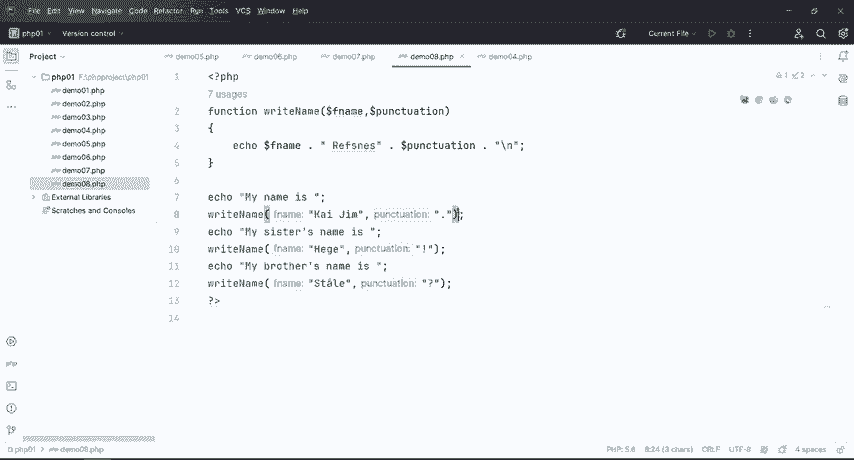 File Edit View Navigate Code Refactor Run Tools VCS Window Help
php01 Version control Current File
Project
demo05.php demo06.php demo07.php demo08.php demo04.php
php01 F:\phpproject\php01
demo01.php
demo02.php
demo03.php
demo04.php
demo05.php
demo06.php
demo07.php
demo08.php
External Libraries
Scratches and Consoles
1 <?php
7 usages
2 function writeName($fname,$punctuation)
3 {
4 echo $fname . " Refsnes" . $punctuation . "\n";
5 }
6
7 echo "My name is ";
8 writeName( fname: "Kai Jim", punctuation: ".");
9 echo "My sister's name is ";
10 writeName( fname: "Hege", punctuation: "!");
11 echo "My brother's name is ";
12 writeName( fname: "Ståle", punctuation: "?");
13 ?>
14
1 2
php01 > demo08.php PHP: 5.6 8:24 (3 chars) CRLF UTF-8 4 spaces